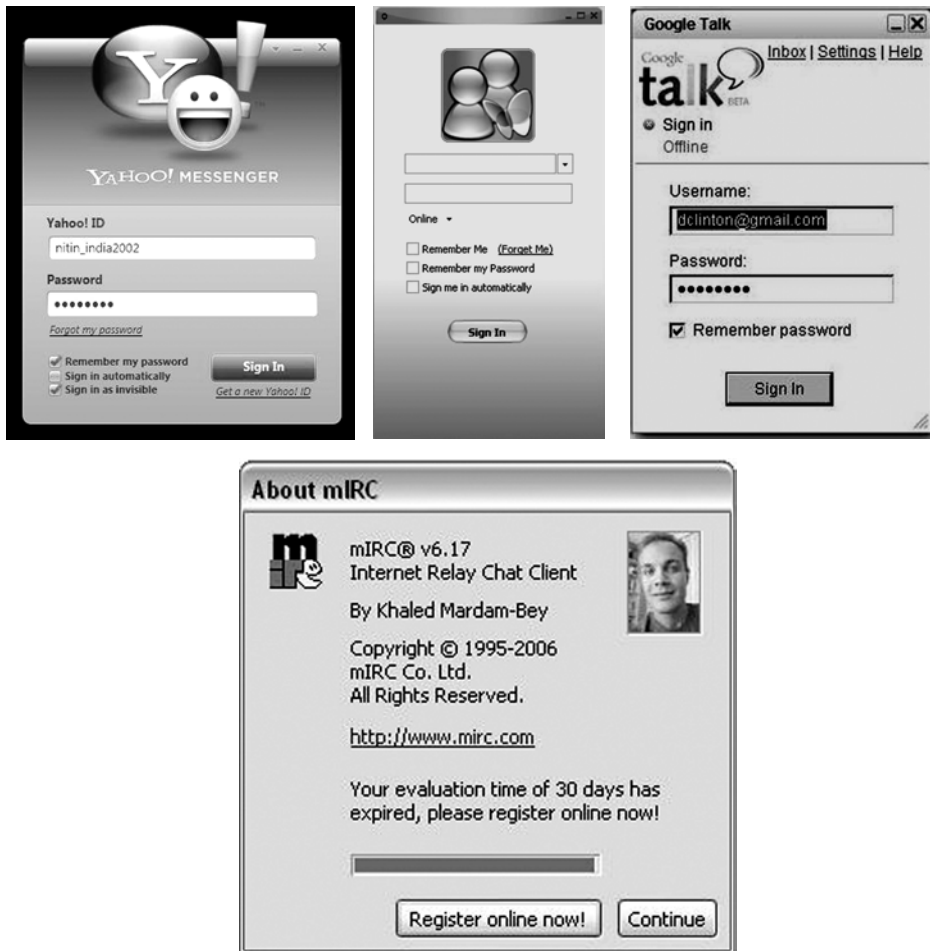 Y!
™
YAHOO! MESSENGER
Yahoo! ID
nitin_india2002
Password
••••••••
Forgot my password
Remember my password
Sign in automatically
Sign in as invisible
Sign In
Get a new Yahoo! ID
Online
Remember Me (Forget Me)
Remember my Password
Sign me in automatically
Sign In
Google Talk
Inbox | Settings | Help
Google
talk
BETA
Sign in
Offline
Username:
dclinton@gmail.com
Password:
••••••••
Remember password
Sign In
About mIRC
m
irc
mIRC® v6.17
Internet Relay Chat Client
By Khaled Mardam-Bey
Copyright © 1995-2006
mIRC Co. Ltd.
All Rights Reserved.
http://www.mirc.com
Your evaluation time of 30 days has
expired, please register online now!
Register online now!
Continue